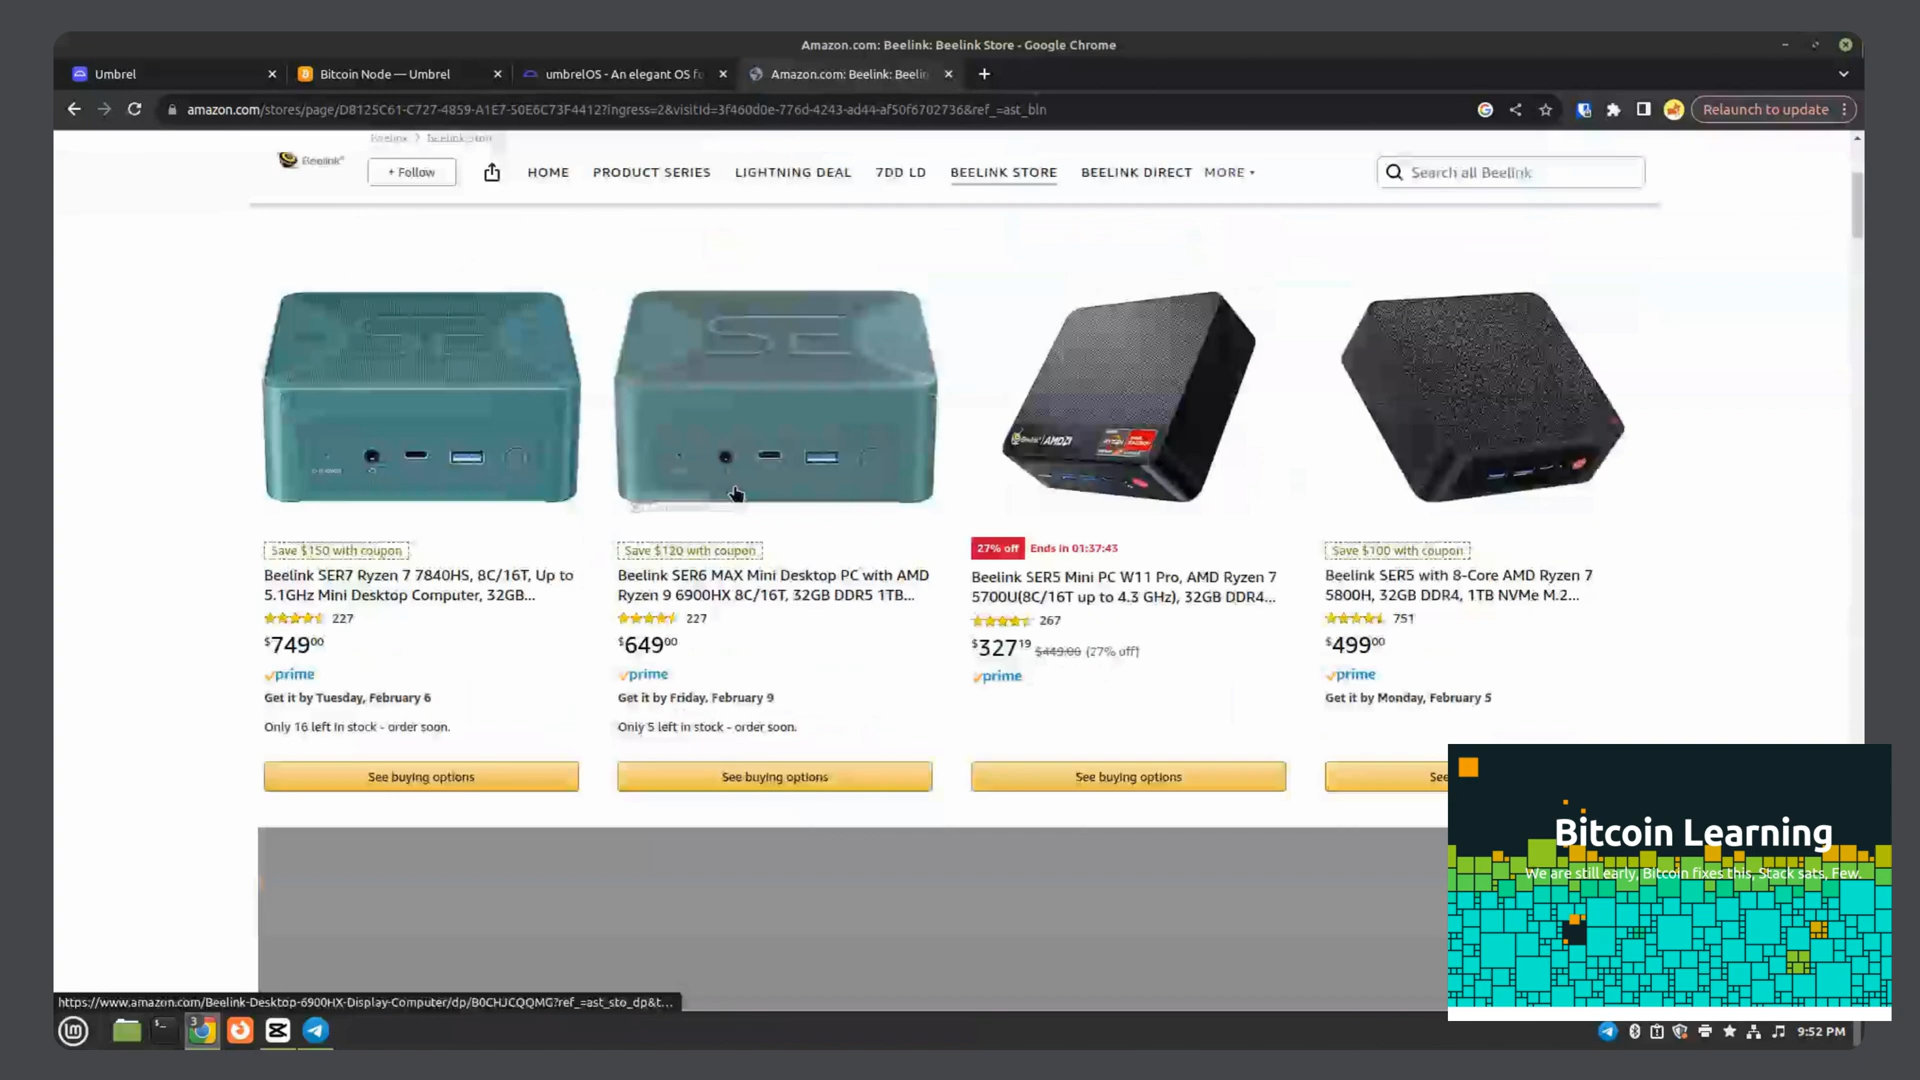 Amazon.com: Beelink: Beelink Store - Google Chrome
Umbrel
Bitcoin Node — Umbrel
umbrelOS - An elegant OS f
Amazon.com: Beelink: Beelin
amazon.com/stores/page/D8125C61-C727-4859-A1E7-50E6C73F4412?ingress=2&visitId=3f460d0e-776d-4243-ad44-af50f6702736&ref_=ast_bln
Relaunch to update
Beelink > Beelink Store
Beelink
+ Follow
HOME
PRODUCT SERIES
LIGHTNING DEAL
7DD LD
BEELINK STORE
BEELINK DIRECT
MORE
Search all Beelink
Save $150 with coupon
Beelink SER7 Ryzen 7 7840HS, 8C/16T, Up to
5.1GHz Mini Desktop Computer, 32GB...
227
$749.00
prime
Get it by Tuesday, February 6
Only 16 left in stock - order soon.
See buying options
Save $120 with coupon
Beelink SER6 MAX Mini Desktop PC with AMD
Ryzen 9 6900HX 8C/16T, 32GB DDR5 1TB...
227
$649.00
prime
Get it by Friday, February 9
Only 5 left in stock - order soon.
See buying options
Beelink AMD
RYZEN
27% off Ends in 01:37:43
Beelink SER5 Mini PC W11 Pro, AMD Ryzen 7
5700U(8C/16T up to 4.3 GHz), 32GB DDR4...
267
$327.19 $449.00 (27% off)
prime
See buying options
Save $100 with coupon
Beelink SER5 with 8-Core AMD Ryzen 7
5800H, 32GB DDR4, 1TB NVMe M.2...
751
$499.00
prime
Get it by Monday, February 5
See
Bitcoin Learning
We are still early, Bitcoin fixes this, Stack sats, Few.
https://www.amazon.com/Beelink-Desktop-6900HX-Display-Computer/dp/B0CHJCQQMG?ref_=ast_sto_dp&t...
3
9:52 PM